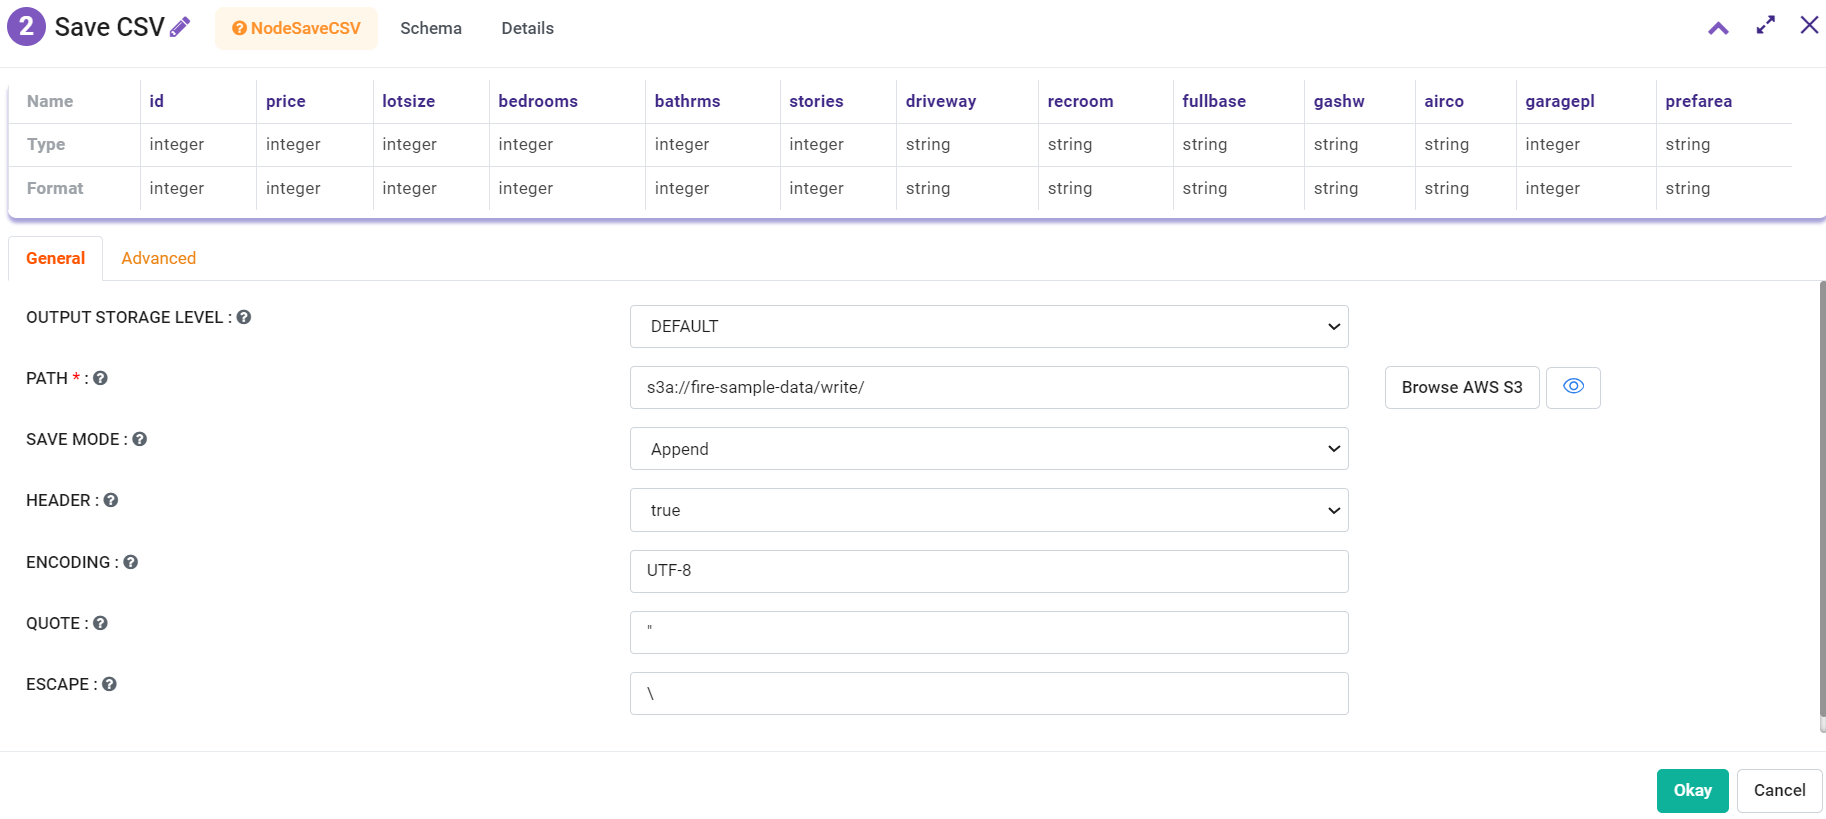 2 Save CSV NodeSaveCSV Schema Details
Name id price lotsize bedrooms bathrms stories driveway recroom fullbase gashw airco garagepl prefarea
Type integer integer integer integer integer integer string string string string string integer string
Format integer integer integer integer integer integer string string string string string integer string
General Advanced
OUTPUT STORAGE LEVEL : DEFAULT
PATH * : s3a://fire-sample-data/write/ Browse AWS S3
SAVE MODE : Append
HEADER : true
ENCODING : UTF-8
QUOTE : "
ESCAPE : \
Okay Cancel